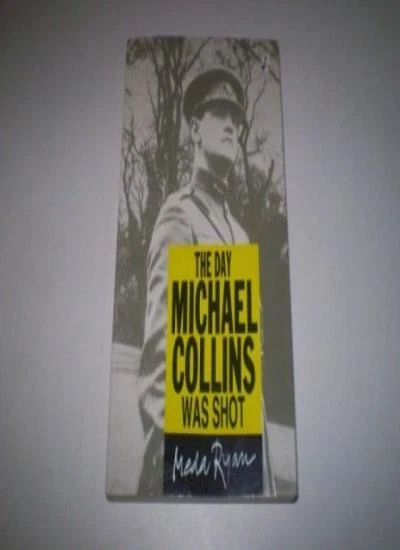 THE DAY
MICHAEL
COLLINS
WAS SHOT
Meda Ryan